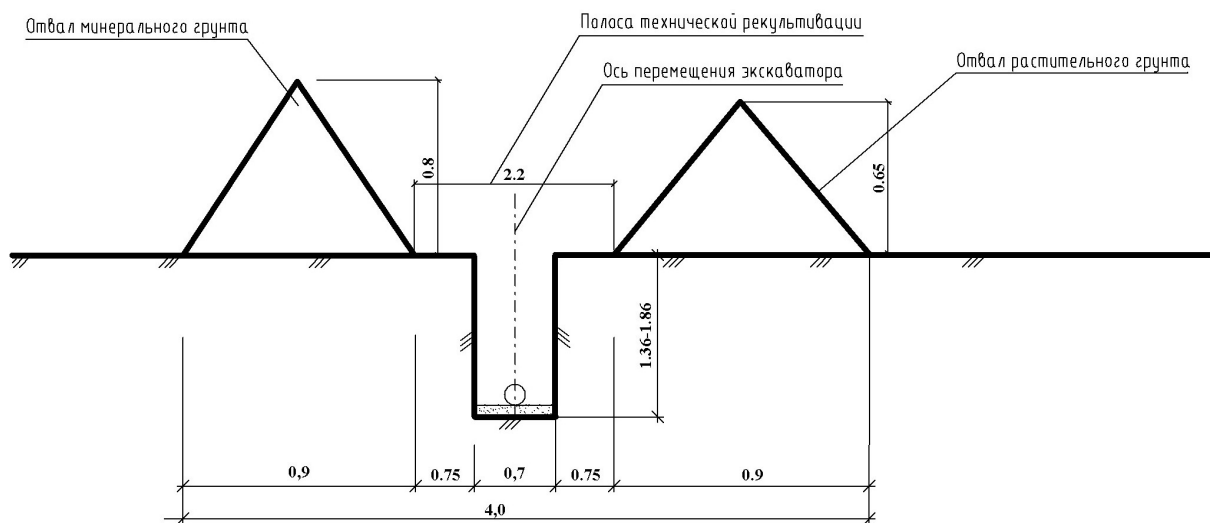 Отвал минерального грунта
Полоса технической рекультивации
Ось перемещения экскаватора
Отвал растительного грунта
0.8
2.2
0.65
1.36-1.86
0,9
0.75
0,7
0.75
0.9
4,0